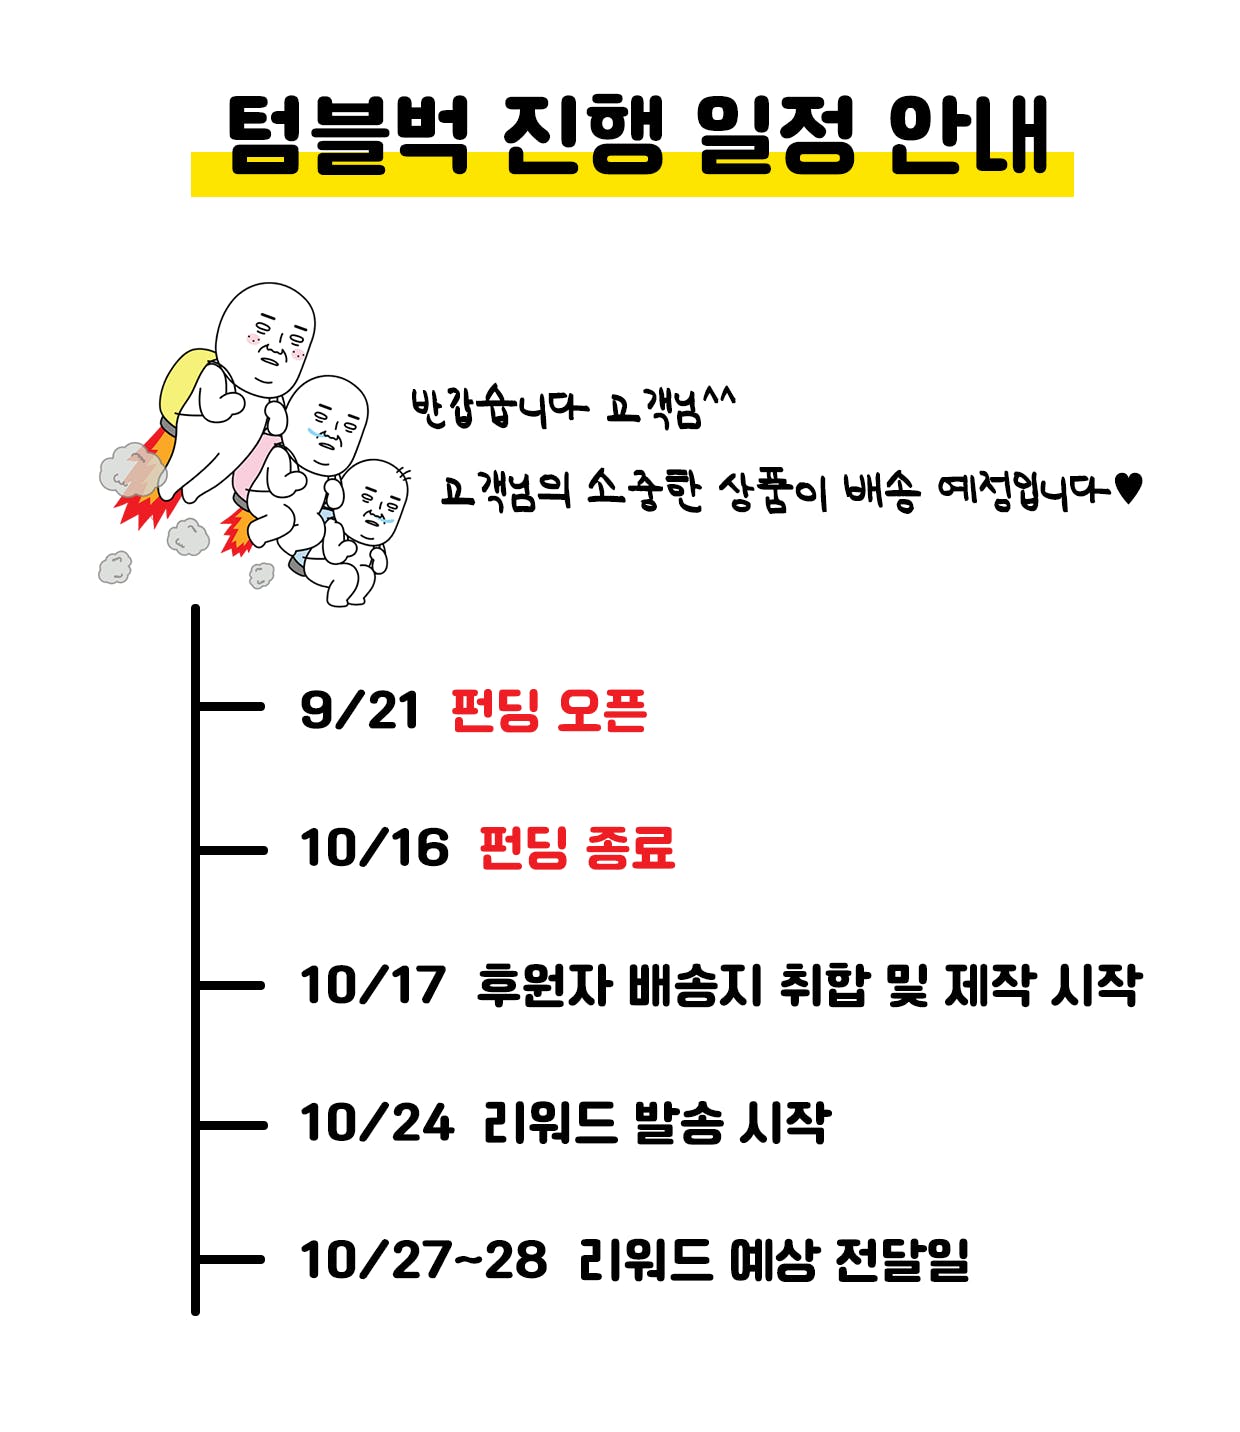 텀블벅 진행 일정 안내
반갑습니다 고객님^^
고객님의 소중한 상품이 배송 예정입니다♥
9/21 펀딩 오픈
10/16 펀딩 종료
10/17 후원자 배송지 취합 및 제작 시작
10/24 리워드 발송 시작
10/27~28 리워드 예상 전달일